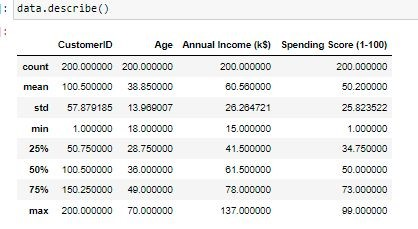 ]: data.describe()
]:
CustomerID Age Annual Income (k$) Spending Score (1-100)
count 200.000000 200.000000 200.000000 200.000000
mean 100.500000 38.850000 60.560000 50.200000
std 57.879185 13.969007 26.264721 25.823522
min 1.000000 18.000000 15.000000 1.000000
25% 50.750000 28.750000 41.500000 34.750000
50% 100.500000 36.000000 61.500000 50.000000
75% 150.250000 49.000000 78.000000 73.000000
max 200.000000 70.000000 137.000000 99.000000